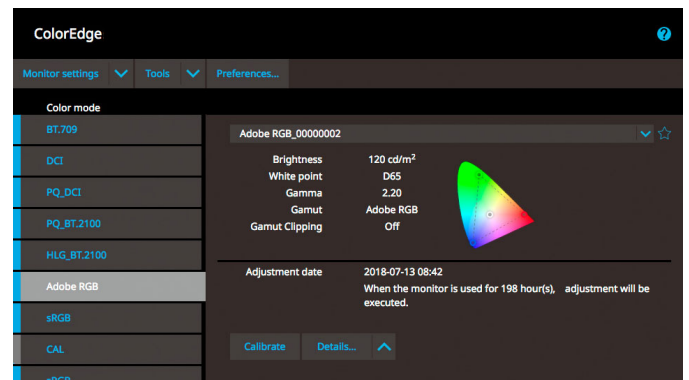 ColorEdge
?
Monitor settings Tools Preferences...
Color mode
BT.709
DCI
PQ_DCI
PQ_BT.2100
HLG_BT.2100
Adobe RGB
sRGB
CAL
sRGB
Adobe RGB_00000002
Brightness 120 cd/m²
White point D65
Gamma 2.20
Gamut Adobe RGB
Gamut Clipping Off
Adjustment date 2018-07-13 08:42
When the monitor is used for 198 hour(s), adjustment will be
executed.
Calibrate Details...